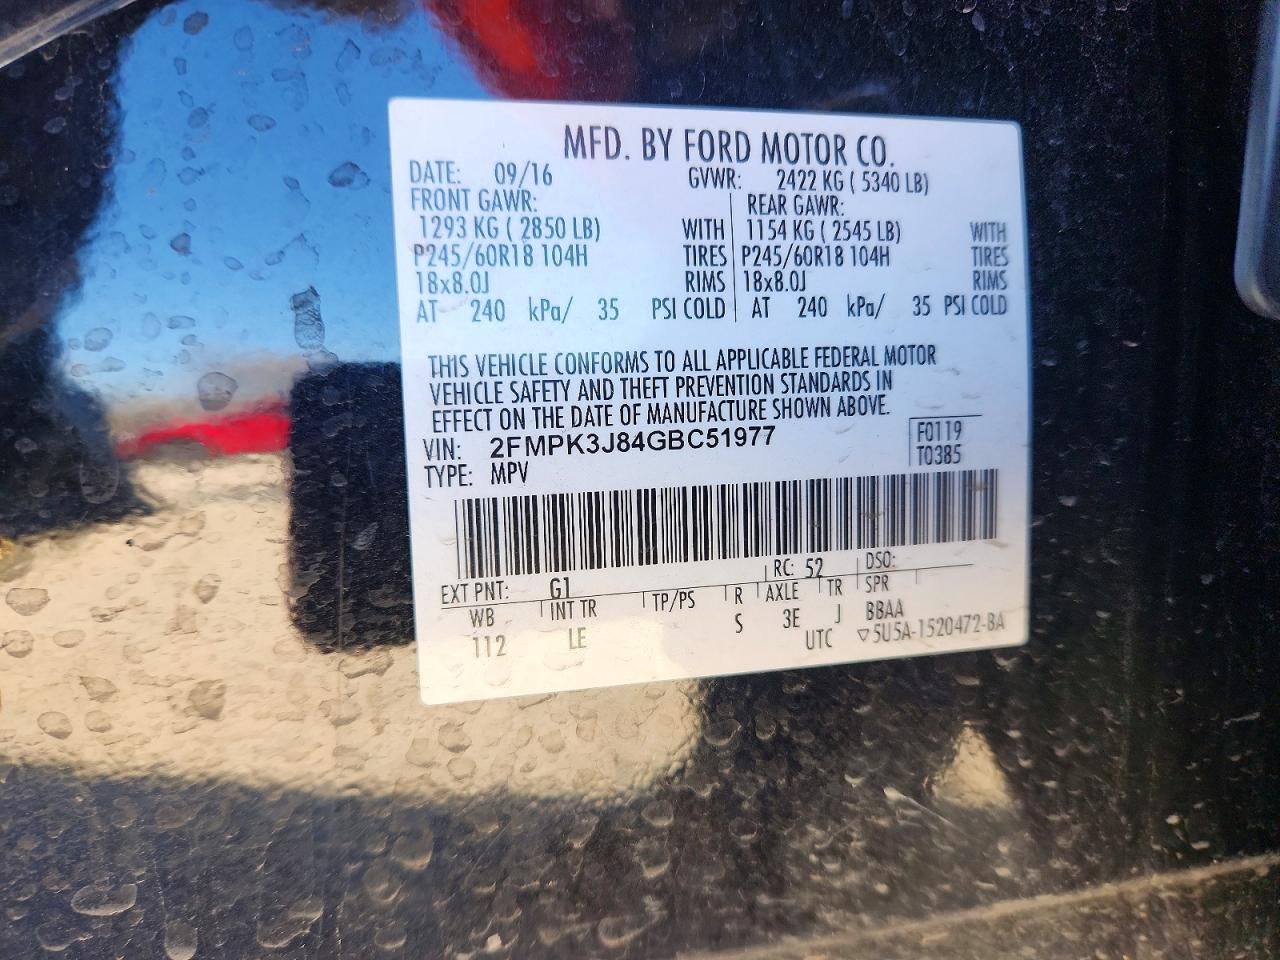 MFD. BY FORD MOTOR CO.
DATE: 09/16 GVWR: 2422 KG ( 5340 LB)
FRONT GAWR: REAR GAWR:
1293 KG ( 2850 LB) WITH 1154 KG ( 2545 LB) WITH
P245/60R18 104H TIRES P245/60R18 104H TIRES
18x8.0J RIMS 18x8.0J RIMS
AT 240 kPa/ 35 PSI COLD AT 240 kPa/ 35 PSI COLD
THIS VEHICLE CONFORMS TO ALL APPLICABLE FEDERAL MOTOR
VEHICLE SAFETY AND THEFT PREVENTION STANDARDS IN
EFFECT ON THE DATE OF MANUFACTURE SHOWN ABOVE.
VIN: 2FMPK3J84GBC51977 F0119
TYPE: MPV T0385
EXT PNT: G1 RC: 52 DSO:
WB INT TR TP/PS R AXLE TR SPR
112 LE S 3E J BBAA
UTC ▽5U5A-1520472-BA